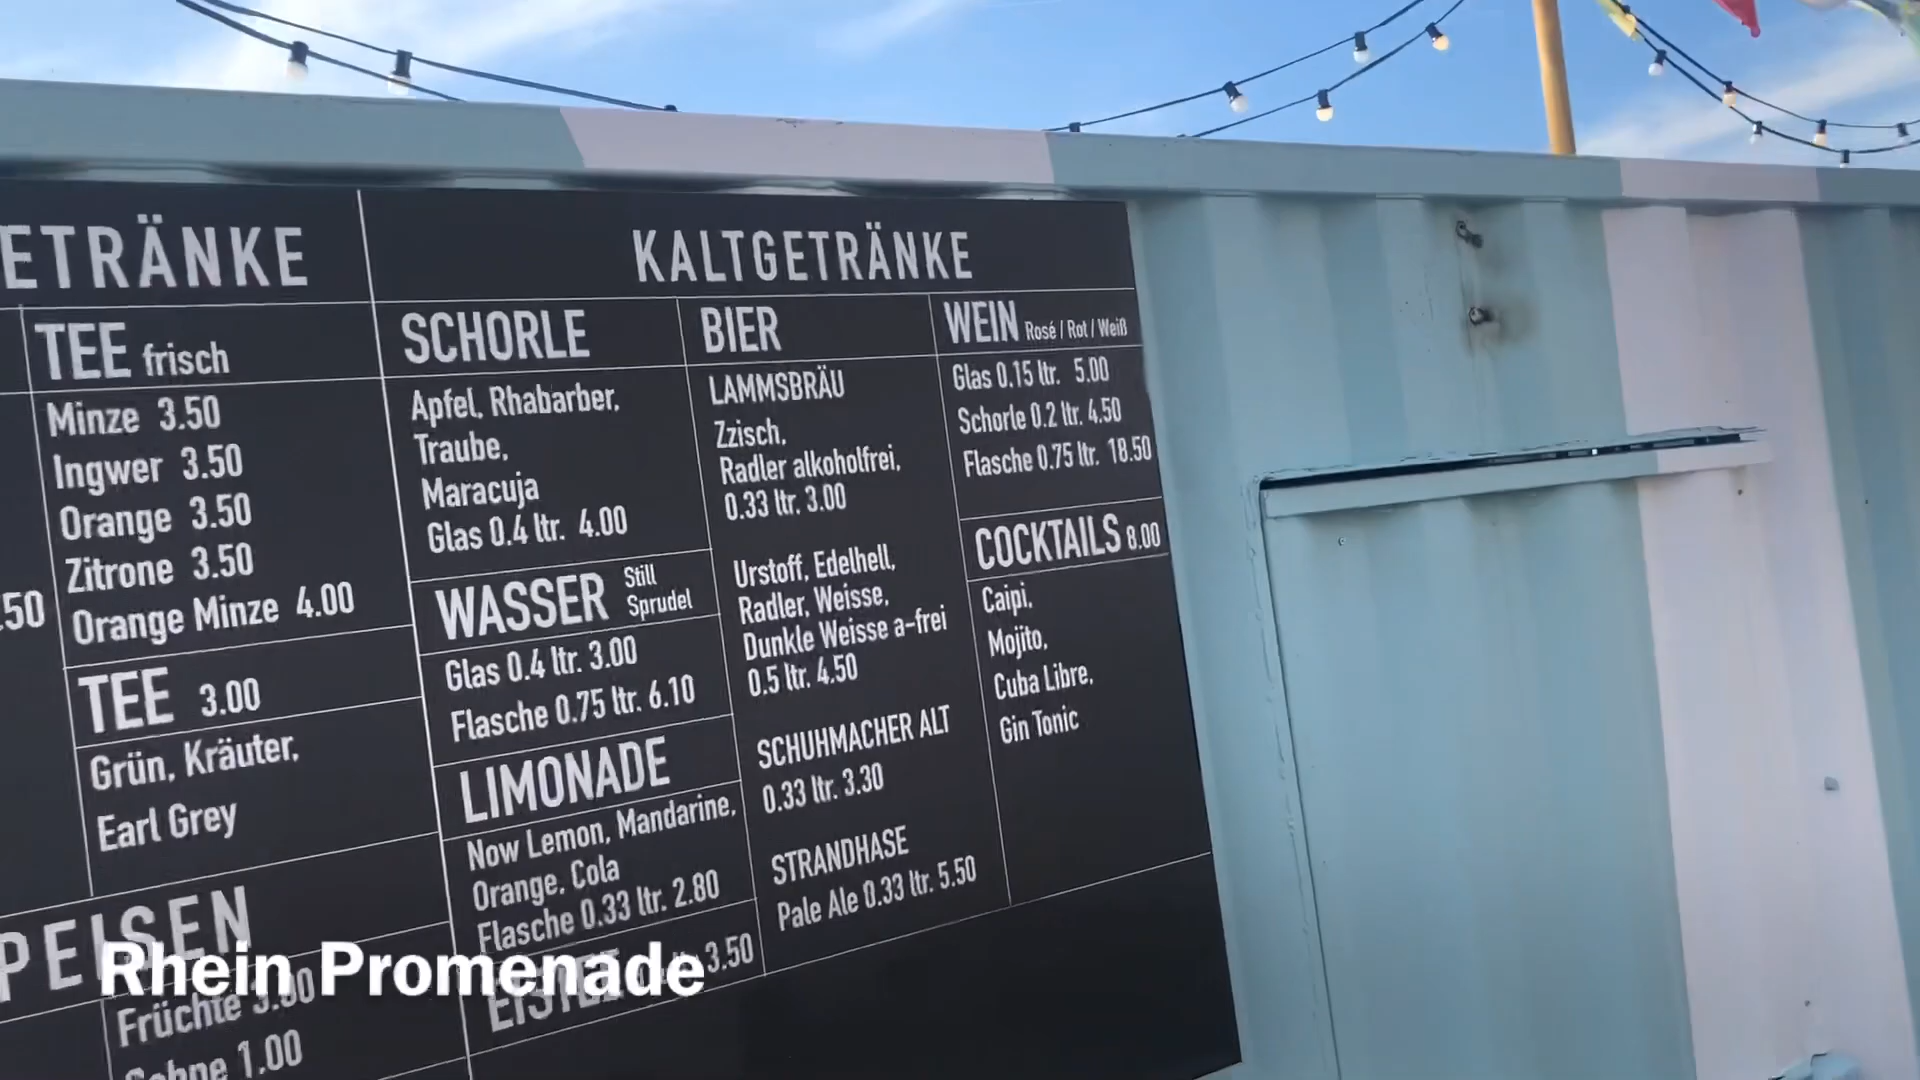 ETRÄNKE
TEE frisch
Minze 3.50
Ingwer 3.50
Orange 3.50
Zitrone 3.50
Orange Minze 4.00
.50
TEE 3.00
Grün, Kräuter,
Earl Grey
PEISEN
Früchte 3.00
Sahne 1.00
KALTGETRÄNKE
SCHORLE
Apfel, Rhabarber,
Traube,
Maracuja
Glas 0.4 ltr. 4.00
WASSER Still
Sprudel
Glas 0.4 ltr. 3.00
Flasche 0.75 ltr. 6.10
LIMONADE
Now Lemon, Mandarine,
Orange, Cola
Flasche 0.33 ltr. 2.80
EISTEE 3.50
BIER
LAMMSBRÄU
Zzisch,
Radler alkoholfrei,
0.33 ltr. 3.00
Urstoff, Edelhell,
Radler, Weisse,
Dunkle Weisse a-frei
0.5 ltr. 4.50
SCHUHMACHER ALT
0.33 ltr. 3.30
STRANDHASE
Pale Ale 0.33 ltr. 5.50
WEIN Rosé / Rot / Weiß
Glas 0.15 ltr. 5.00
Schorle 0.2 ltr. 4.50
Flasche 0.75 ltr. 18.50
COCKTAILS 8.00
Caipi,
Mojito,
Cuba Libre,
Gin Tonic
Rhein Promenade